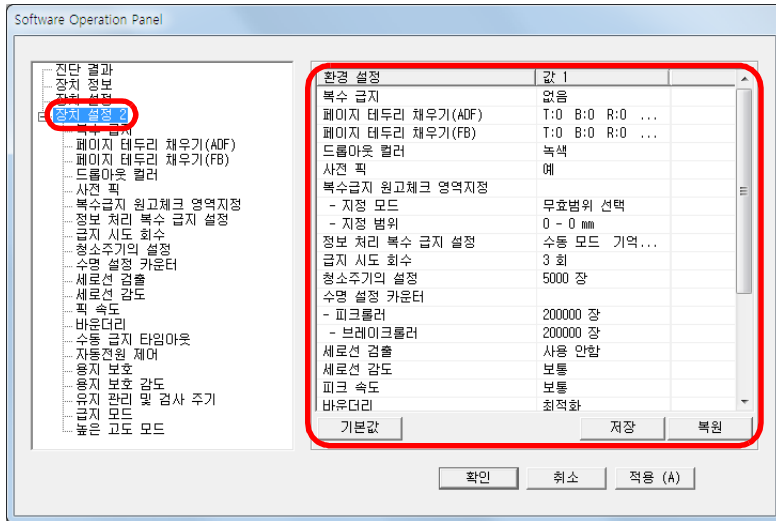 Software Operation Panel
진단 결과
장치 정보
장치 설정
장치 설정 2
복수 급지
페이지 테두리 채우기(ADF)
페이지 테두리 채우기(FB)
드롭아웃 컬러
사전 픽
복수급지 원고체크 영역지정
정보 처리 복수 급지 설정
급지 시도 회수
청소주기의 설정
수명 설정 카운터
세로선 검출
세로선 감도
픽 속도
바운더리
수동 급지 타임아웃
자동전원 제어
용지 보호
용지 보호 감도
유지 관리 및 검사 주기
급지 모드
높은 고도 모드
환경 설정 값 1
복수 급지 없음
페이지 테두리 채우기(ADF) T:0 B:0 R:0 ...
페이지 테두리 채우기(FB) T:0 B:0 R:0 ...
드롭아웃 컬러 녹색
사전 픽 예
복수급지 원고체크 영역지정
- 지정 모드 무효범위 선택
- 지정 범위 0 - 0 mm
정보 처리 복수 급지 설정 수동 모드 기억...
급지 시도 회수 3 회
청소주기의 설정 5000 장
수명 설정 카운터
- 피크롤러 200000 장
- 브레이크롤러 200000 장
세로선 검출 사용 안함
세로선 감도 보통
피크 속도 보통
바운더리 최적화
기본값 저장 복원
확인 취소 적용 (A)